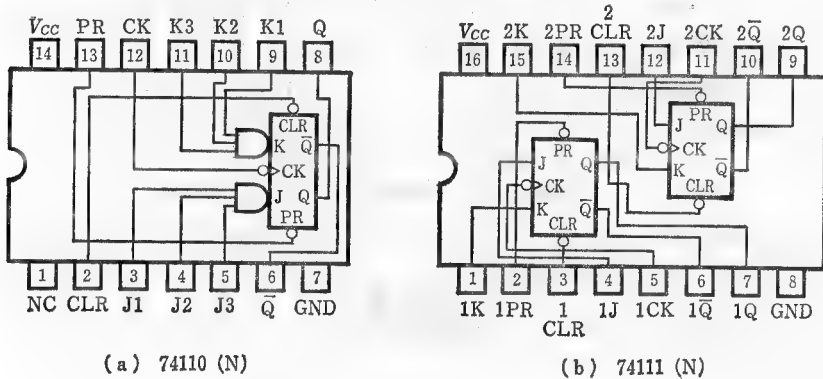 Vcc PR CK K3 K2 K1 Q
14 13 12 11 10 9 8
CLR
K Q̅
CK
J Q
PR
1 2 3 4 5 6 7
NC CLR J1 J2 J3 Q̅ GND
(a) 74110 (N)
2
Vcc 2K 2PR CLR 2J 2CK 2Q̅ 2Q
16 15 14 13 12 11 10 9
PR
J Q
CK
K Q̅
CLR
PR
J Q
CK
K Q̅
CLR
1 2 3 4 5 6 7 8
1K 1PR 1 1J 1CK 1Q̅ 1Q GND
CLR
(b) 74111 (N)